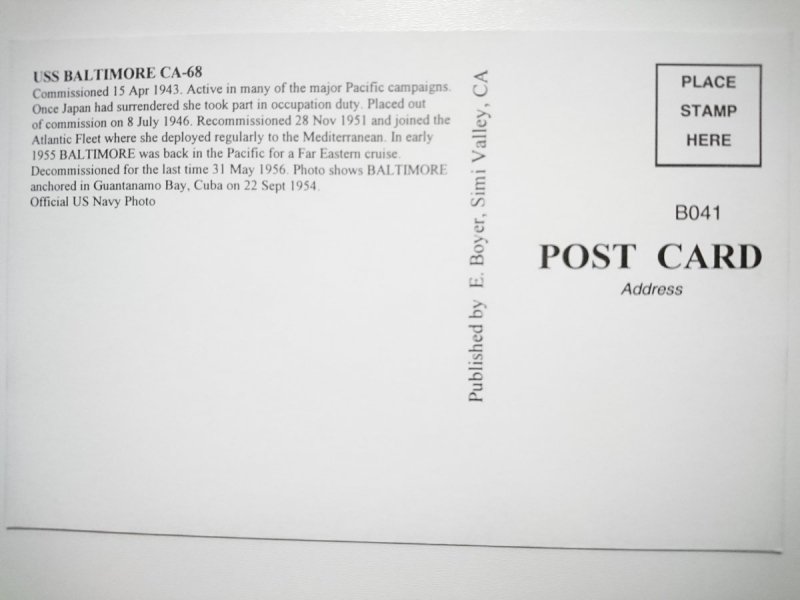 USS BALTIMORE CA-68
Commissioned 15 Apr 1943. Active in many of the major Pacific campaigns.
Once Japan had surrendered she took part in occupation duty. Placed out
of commission on 8 July 1946. Recommissioned 28 Nov 1951 and joined the
Atlantic Fleet where she deployed regularly to the Mediterranean. In early
1955 BALTIMORE was back in the Pacific for a Far Eastern cruise.
Decommissioned for the last time 31 May 1956. Photo shows BALTIMORE
anchored in Guantanamo Bay, Cuba on 22 Sept 1954.
Official US Navy Photo
Published by E. Boyer, Simi Valley, CA
PLACE
STAMP
HERE
B041
POST CARD
Address